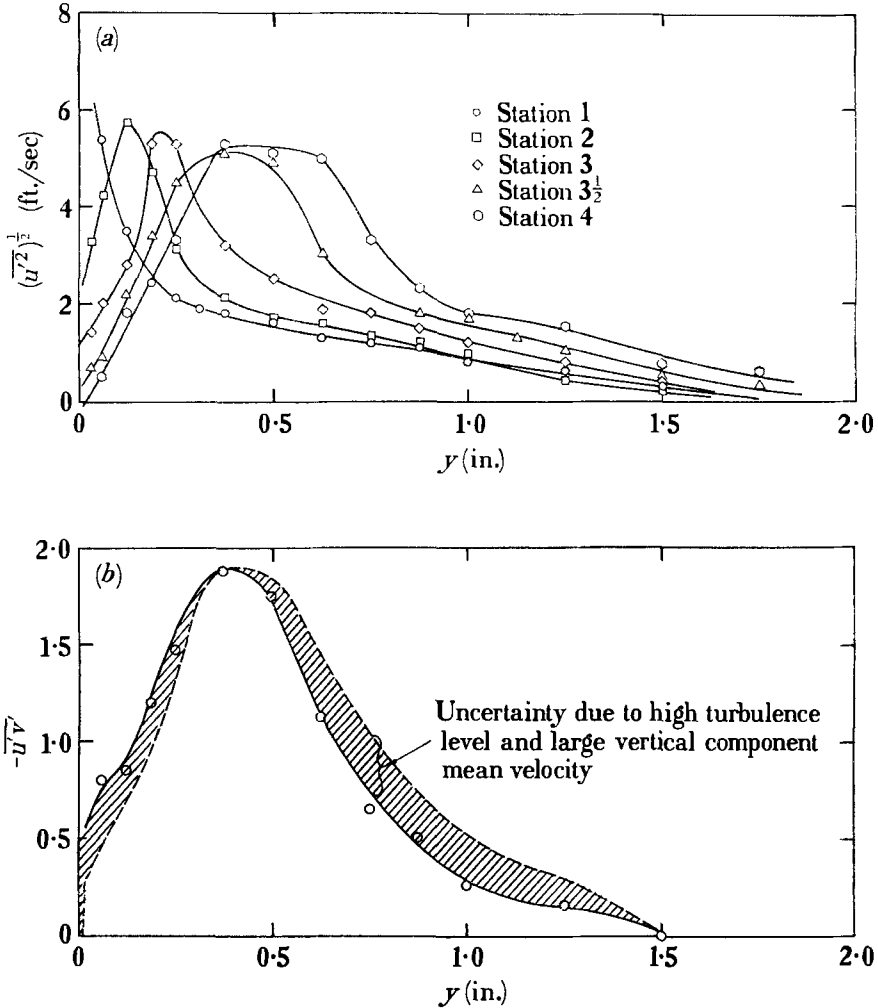 (a)
8
6
4
2
0
(u'²)^½ (ft./sec)
Station 1
Station 2
Station 3
Station 3½
Station 4
0
0·5
1·0
1·5
2·0
y (in.)
(b)
2·0
1·5
1·0
0·5
0
-u'v'
Uncertainty due to high turbulence
level and large vertical component
mean velocity
0
0·5
1·0
1·5
2·0
y (in.)